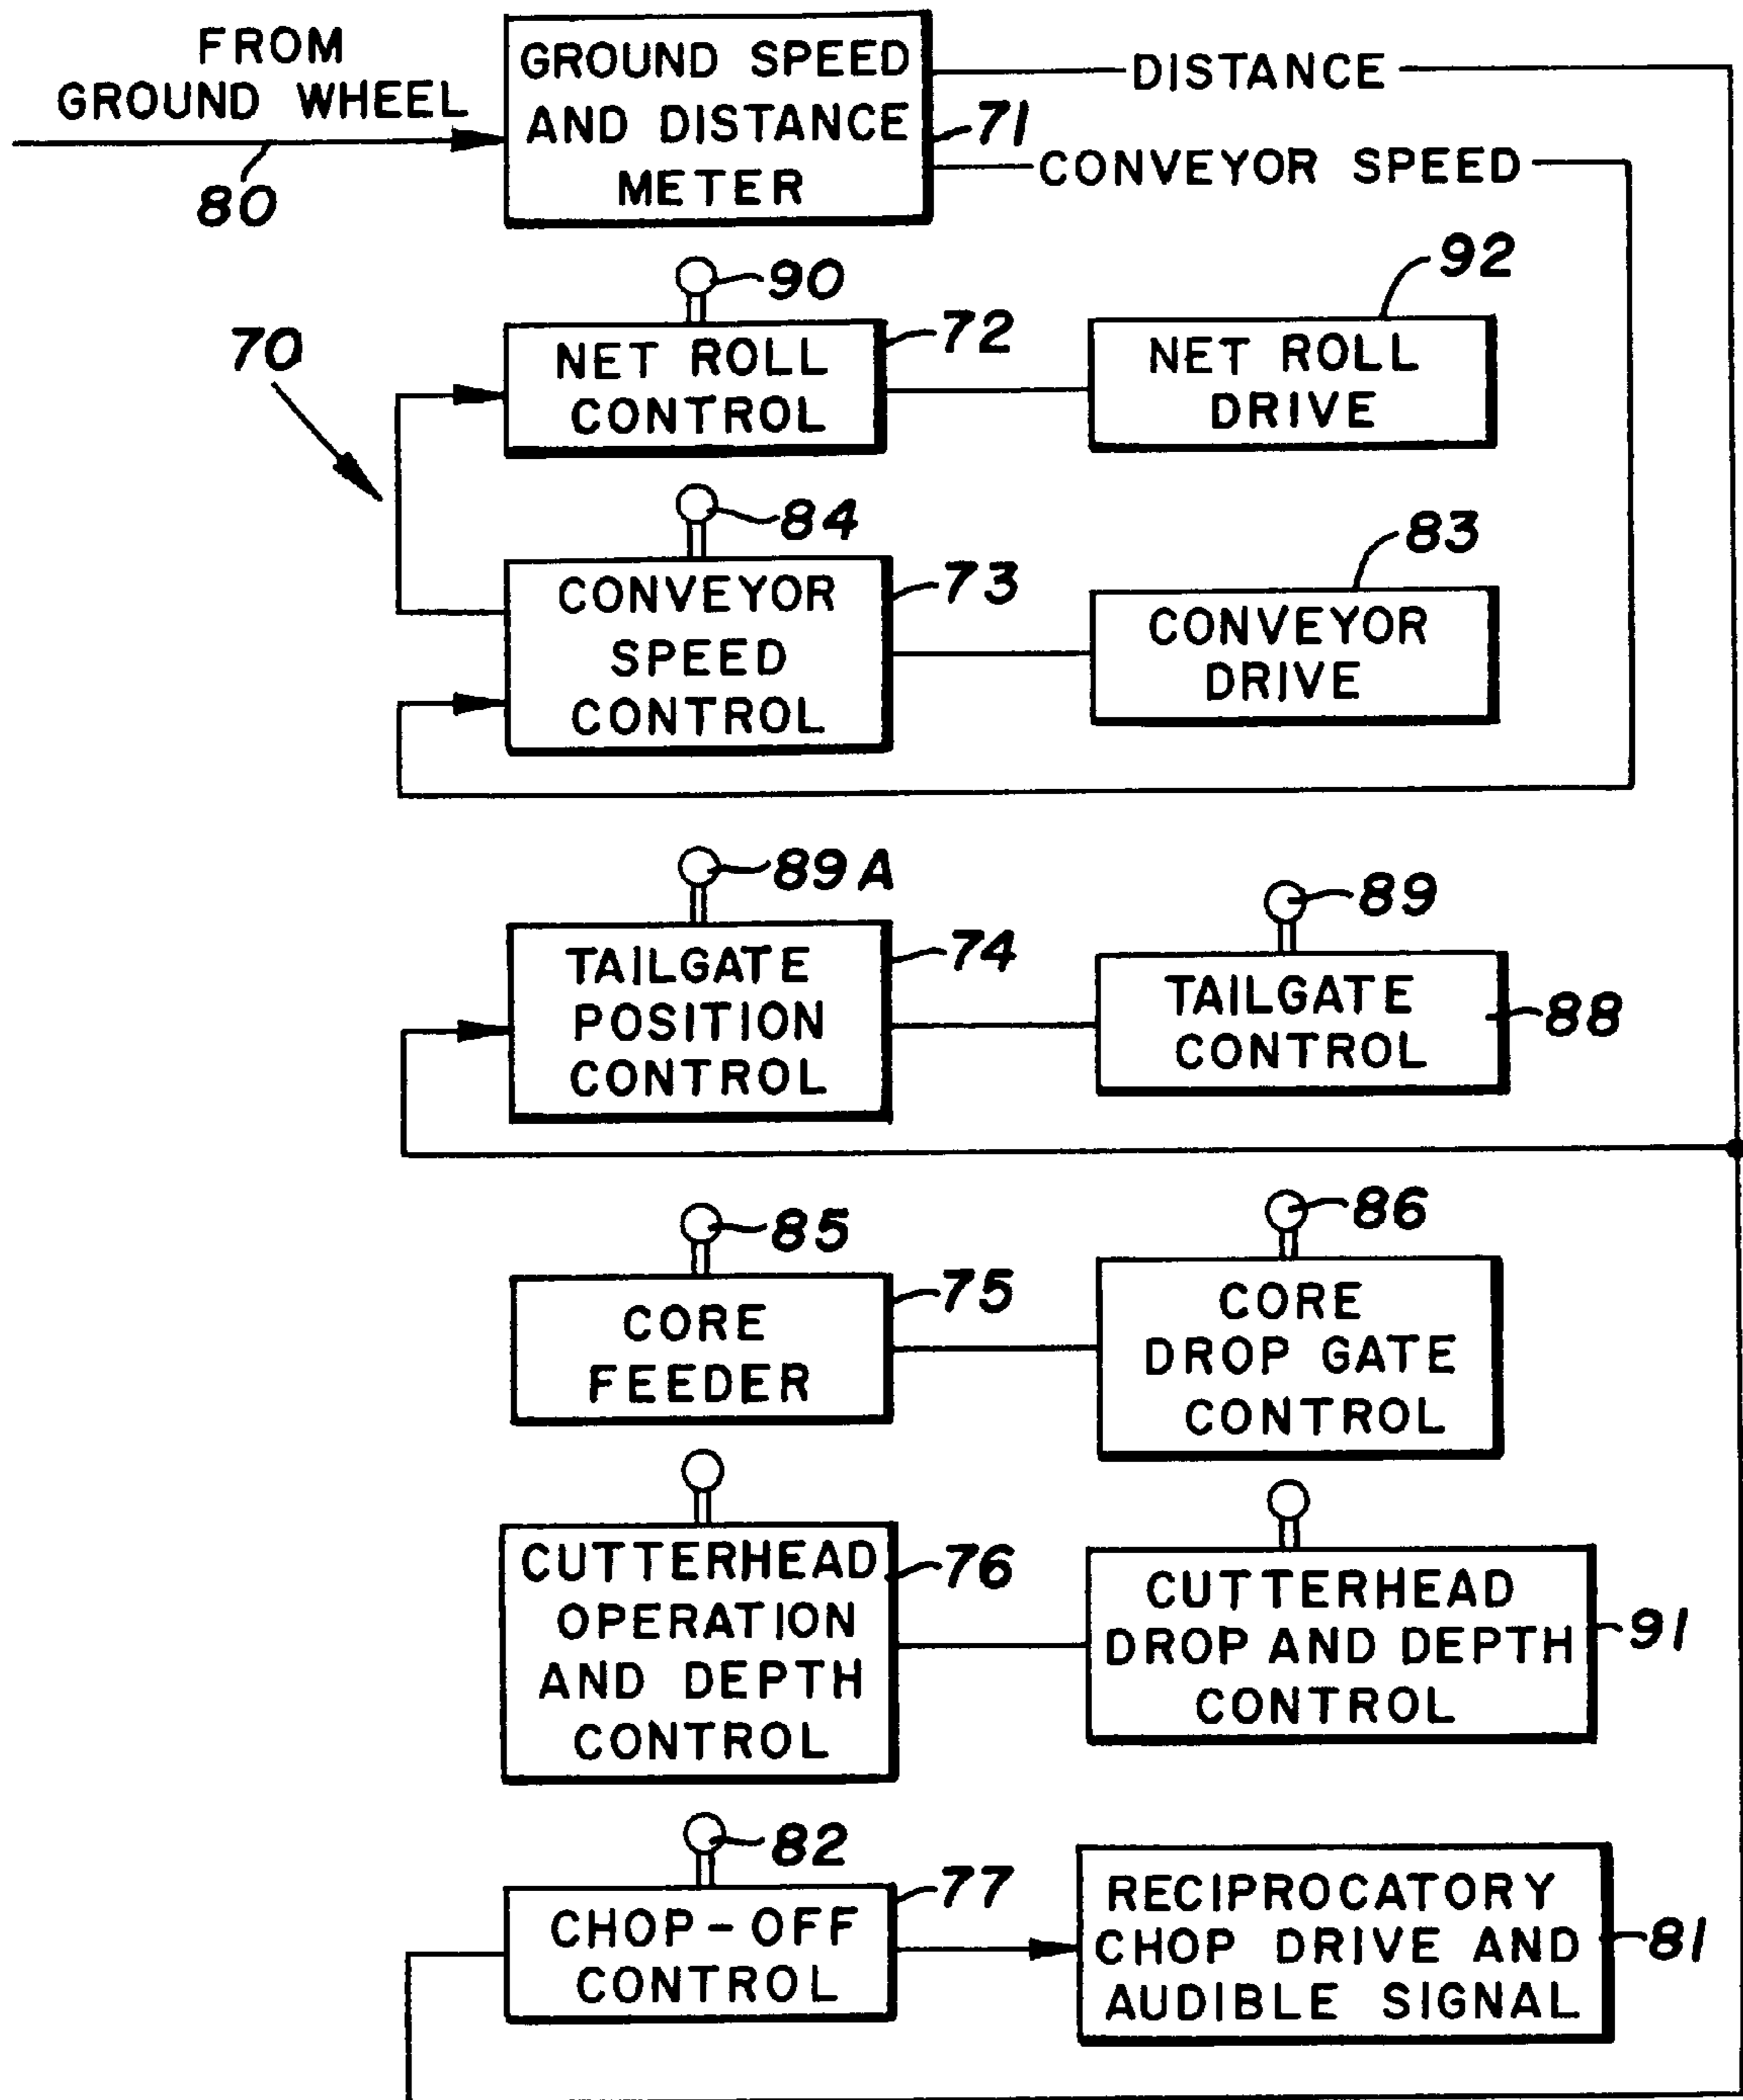 FROM
GROUND WHEEL
80
GROUND SPEED
AND DISTANCE
METER
71
DISTANCE
CONVEYOR SPEED
70
90
NET ROLL
CONTROL
72
92
NET ROLL
DRIVE
84
CONVEYOR
SPEED
CONTROL
73
83
CONVEYOR
DRIVE
89A
TAILGATE
POSITION
CONTROL
74
89
TAILGATE
CONTROL
88
85
CORE
FEEDER
75
86
CORE
DROP GATE
CONTROL
CUTTERHEAD
OPERATION
AND DEPTH
CONTROL
76
CUTTERHEAD
DROP AND DEPTH
CONTROL
91
82
CHOP-OFF
CONTROL
77
RECIPROCATORY
CHOP DRIVE AND
AUDIBLE SIGNAL
81